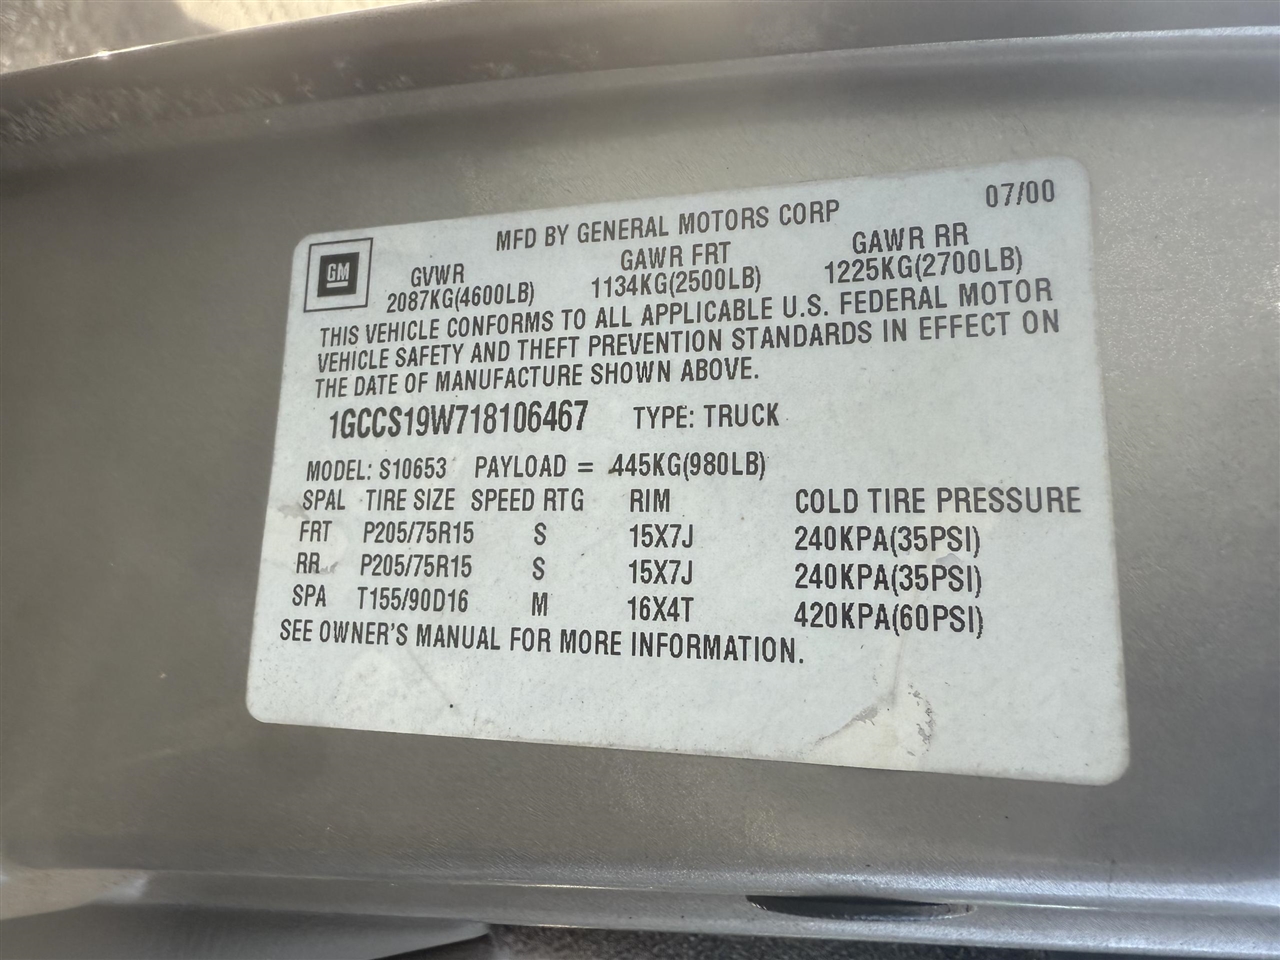 07/00
MFD BY GENERAL MOTORS CORP
GM
GVWR GAWR FRT GAWR RR
2087KG(4600LB) 1134KG(2500LB) 1225KG(2700LB)
THIS VEHICLE CONFORMS TO ALL APPLICABLE U.S. FEDERAL MOTOR
VEHICLE SAFETY AND THEFT PREVENTION STANDARDS IN EFFECT ON
THE DATE OF MANUFACTURE SHOWN ABOVE.
1GCCS19W718106467 TYPE: TRUCK
MODEL: S10653 PAYLOAD = 445KG(980LB)
SPAL TIRE SIZE SPEED RTG RIM COLD TIRE PRESSURE
FRT P205/75R15 S 15X7J 240KPA(35PSI)
RR P205/75R15 S 15X7J 240KPA(35PSI)
SPA T155/90D16 M 16X4T 420KPA(60PSI)
SEE OWNER'S MANUAL FOR MORE INFORMATION.